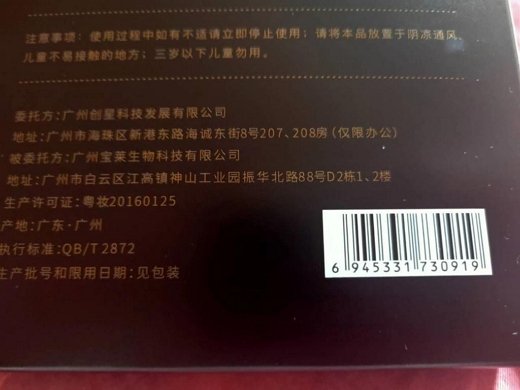 注意事项：使用过程中如有不适请立即停止使用；请将本品放置于阴凉通风，
儿童不易接触的地方；三岁以下儿童勿用。
委托方：广州创星科技发展有限公司
地址：广州市海珠区新港东路海诚东街8号207、208房（仅限办公）
被委托方：广州宝莱生物科技有限公司
地址：广州市白云区江高镇神山工业园振华北路88号D2栋1、2楼
生产许可证：粤妆20160125
产地：广东·广州
执行标准：QB/T 2872
生产批号和限用日期：见包装
6 945331 730919